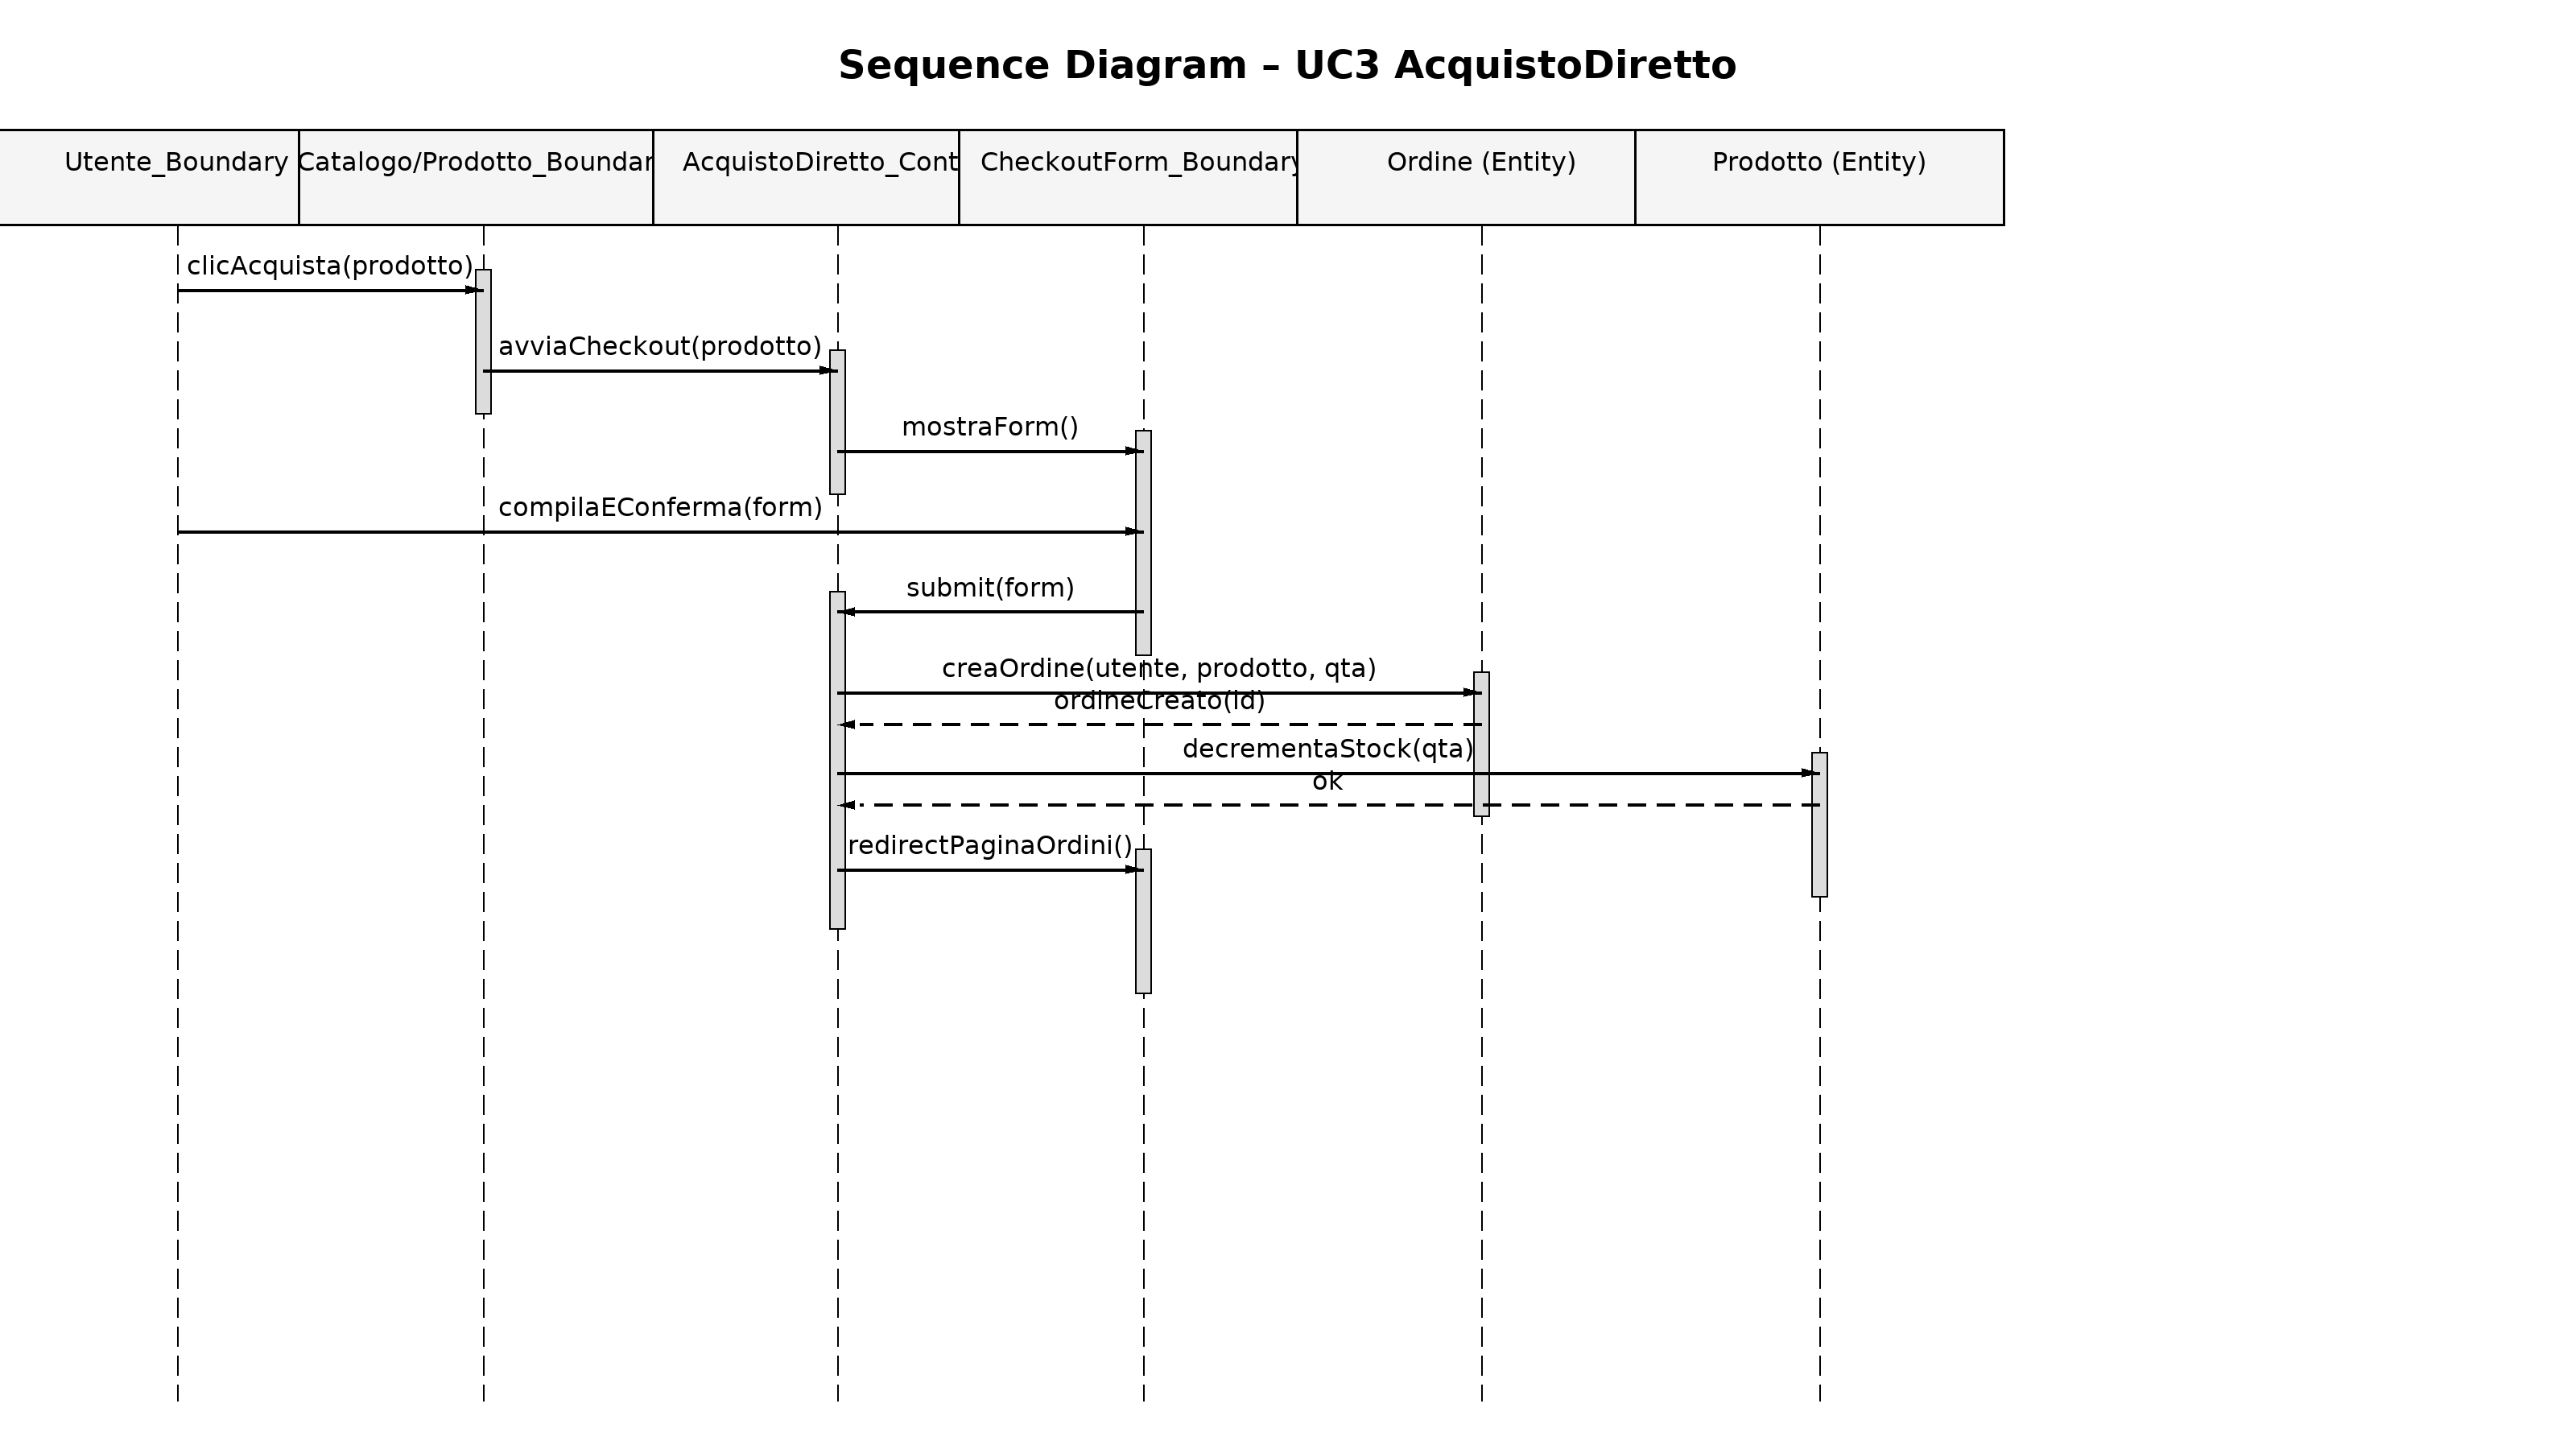 Sequence Diagram – UC3 AcquistoDiretto
Utente_Boundary
Catalogo/Prodotto_Boundar
AcquistoDiretto_Cont
CheckoutForm_Boundary
Ordine (Entity)
Prodotto (Entity)
clicAcquista(prodotto)
avviaCheckout(prodotto)
mostraForm()
compilaEConferma(form)
submit(form)
creaOrdine(utente, prodotto, qta)
ordineCreato(id)
decrementaStock(qta)
ok
redirectPaginaOrdini()